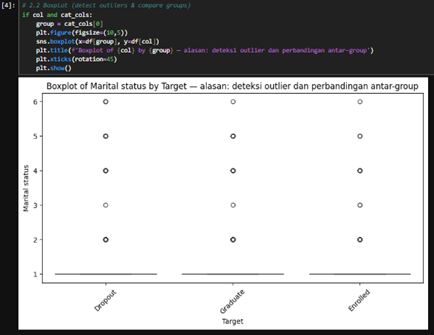 [4]:
# 2.2 Boxplot (detect outliers & compare groups)
if col and cat_cols:
    group = cat_cols[0]
    plt.figure(figsize=(10,5))
    sns.boxplot(x=df[group], y=df[col])
    plt.title(f'Boxplot of {col} by {group} — alasan: deteksi outlier dan perbandingan antar-group')
    plt.xticks(rotation=45)
    plt.show()
Boxplot of Marital status by Target — alasan: deteksi outlier dan perbandingan antar-group
6
5
4
3
2
1
Marital status
Dropout
Graduate
Enrolled
Target